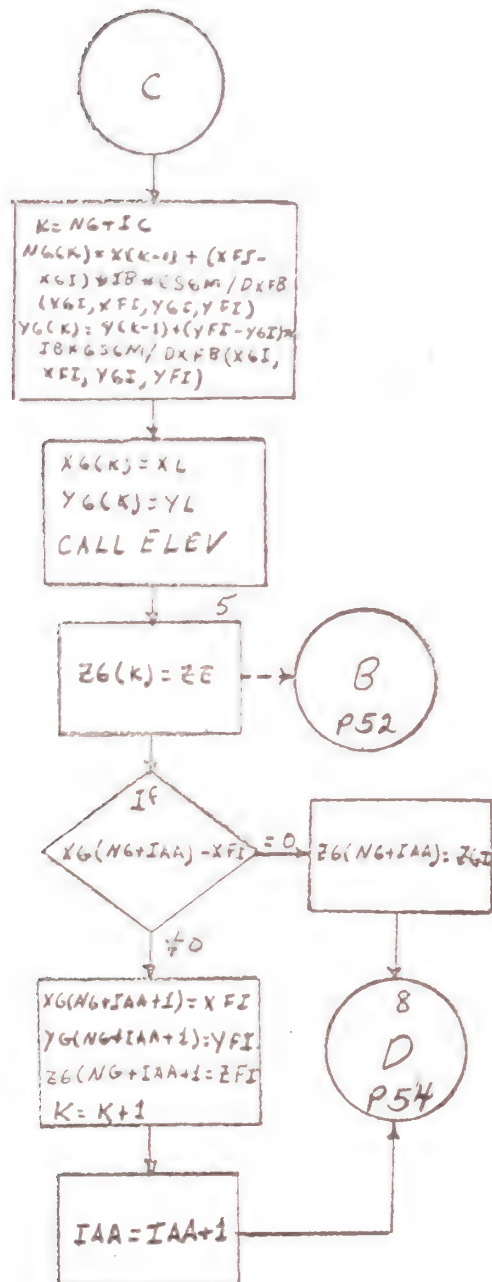 C
K = NG+IC
NG(K) = X(K-1) + (XFI-
XGI) * IB * GSGM / DXFB
(XGI, XFI, YGI, YFI)
YG(K) = Y(K-1) + (YFI-YGI)*
IB*GSGM / DXFB (XGI,
XFI, YGI, YFI)
XG(K) = XL
YG(K) = YL
CALL ELEV
5
ZG(K) = ZE
B
P52
If
XG(NG+IAA) - XFI
=0
ZG(NG+IAA) = ZGI
≠0
8
D
P54
XG(NG+IAA+1) = XFI
YG(NG+IAA+1) = YFI
ZG(NG+IAA+1 = ZFI
K = K+1
IAA = IAA+1